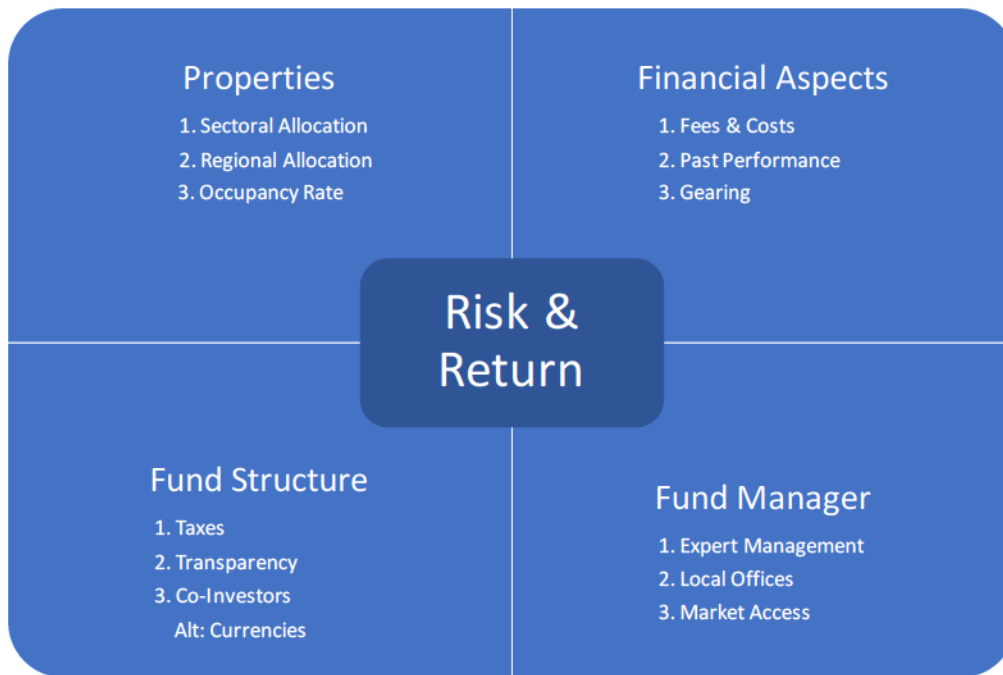 Properties
1. Sectoral Allocation
2. Regional Allocation
3. Occupancy Rate
Financial Aspects
1. Fees & Costs
2. Past Performance
3. Gearing
Risk &
Return
Fund Structure
1. Taxes
2. Transparency
3. Co-Investors
Alt: Currencies
Fund Manager
1. Expert Management
2. Local Offices
3. Market Access